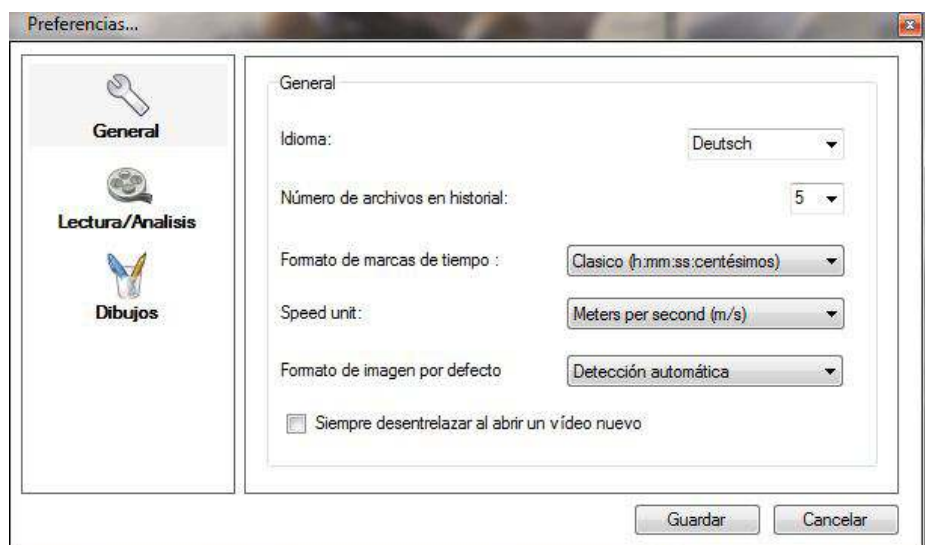 Preferencias...
General
Lectura/Analisis
Dibujos
General
Idioma:
Deutsch
Número de archivos en historial:
5
Formato de marcas de tiempo :
Clasico (h:mm:ss:centésimos)
Speed unit:
Meters per second (m/s)
Formato de imagen por defecto
Detección automática
Siempre desentrelazar al abrir un vídeo nuevo
Guardar
Cancelar